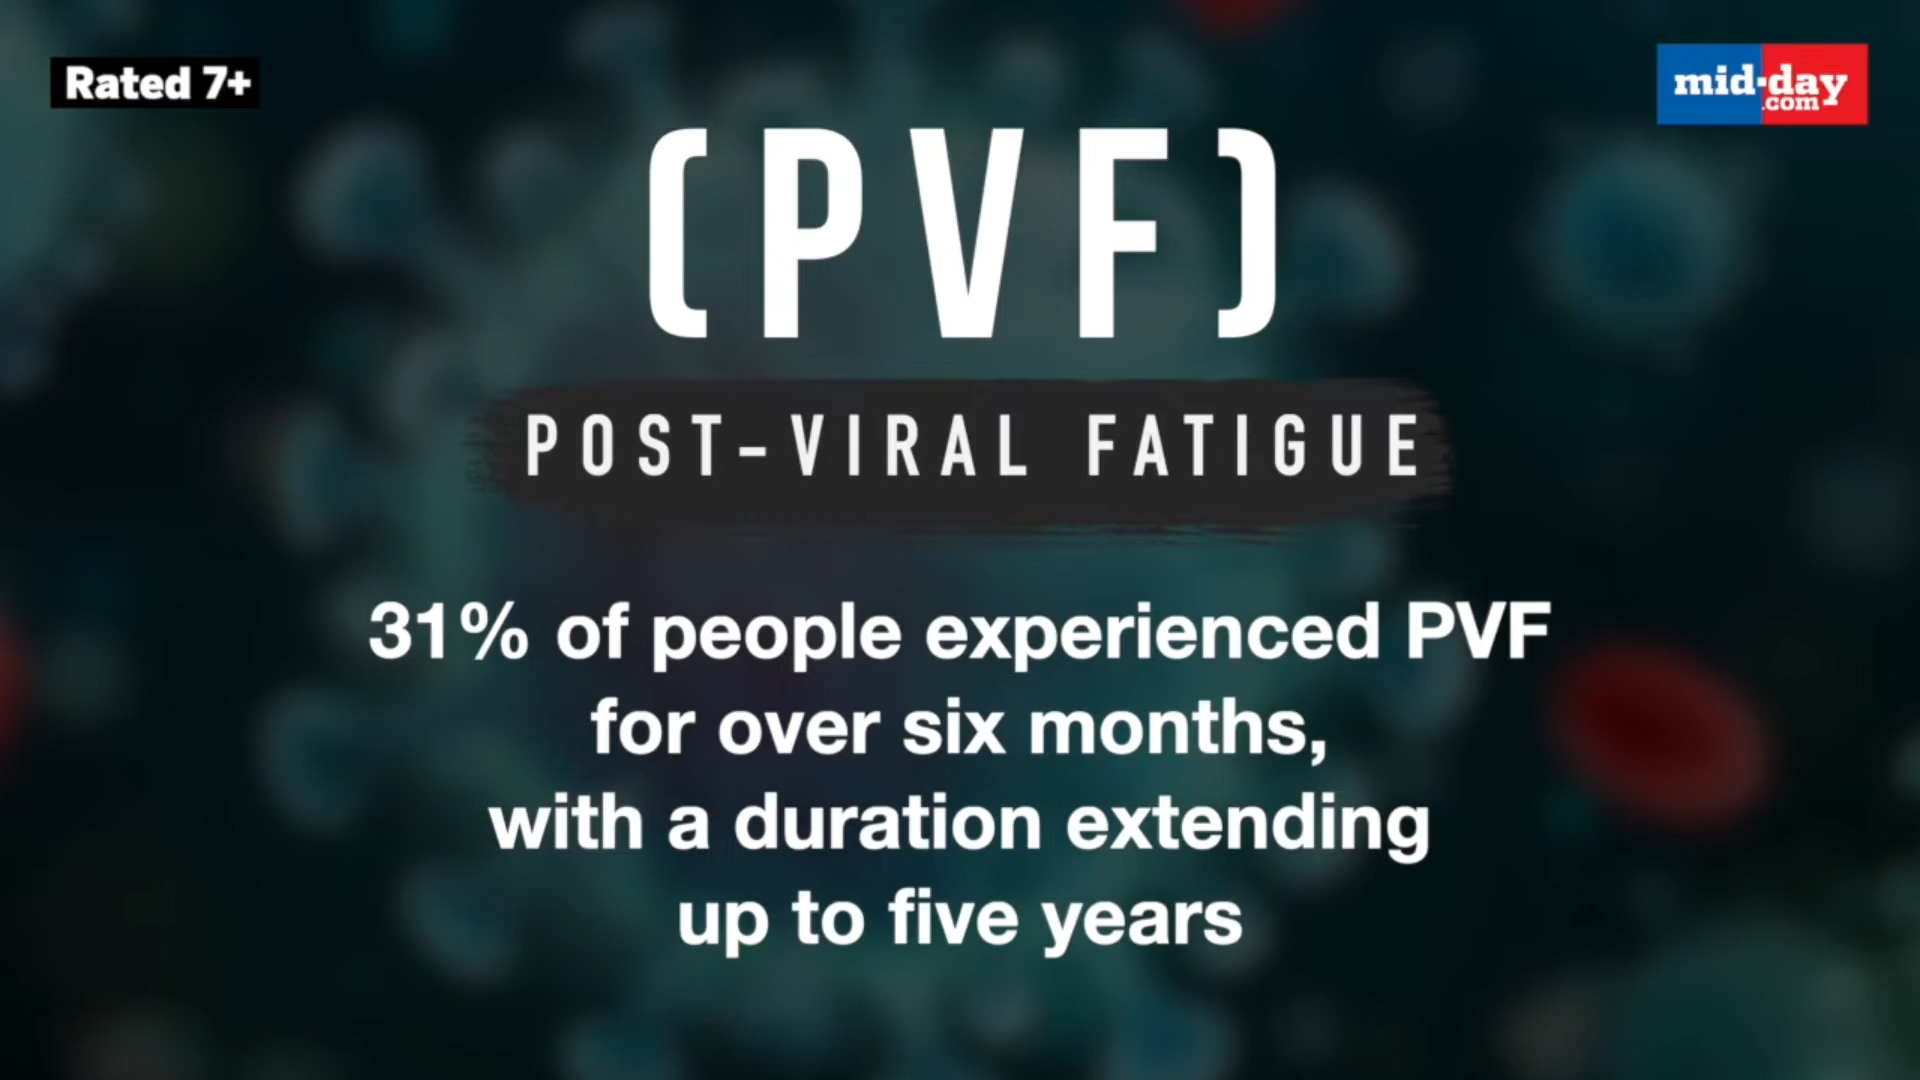 Rated 7+
mid-day
.com
(PVF)
POST-VIRAL FATIGUE
31% of people experienced PVF
for over six months,
with a duration extending
up to five years